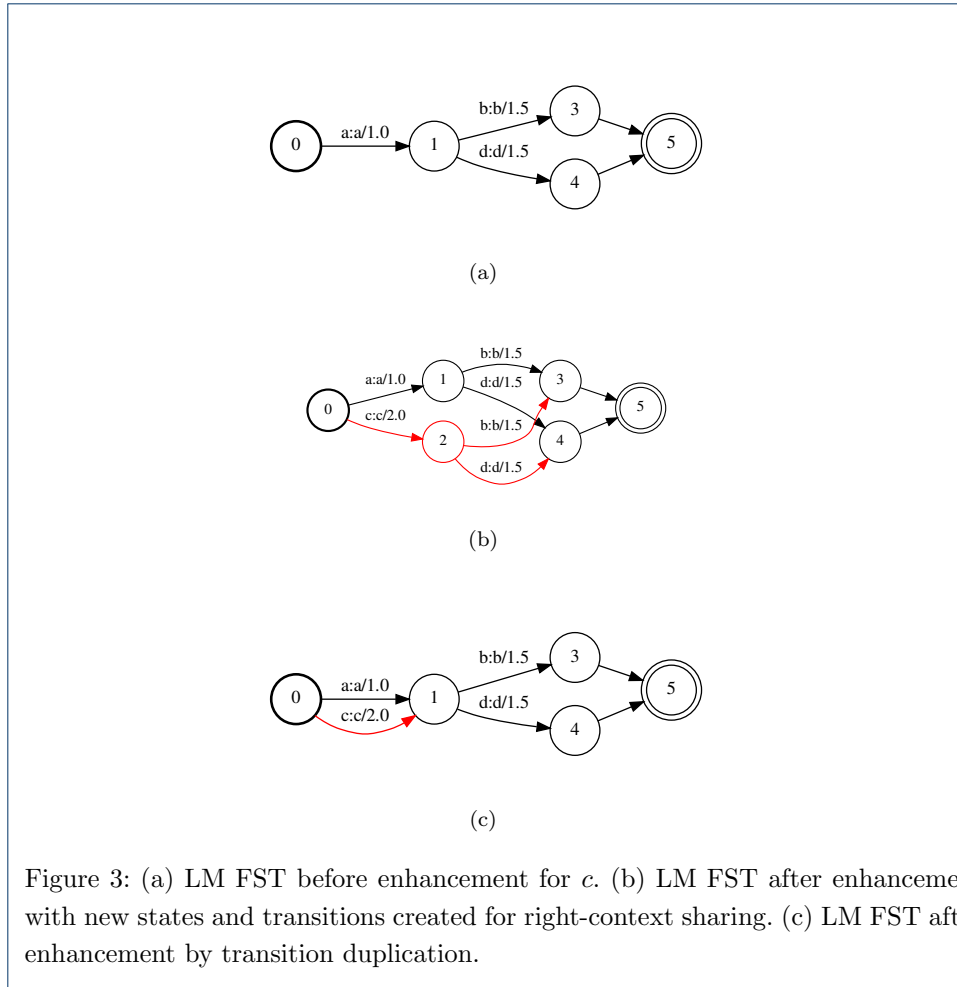 0
a:a/1.0
1
b:b/1.5
d:d/1.5
3
4
5
(a)
0
a:a/1.0
c:c/2.0
1
2
b:b/1.5
d:d/1.5
b:b/1.5
d:d/1.5
3
4
5
(b)
0
a:a/1.0
c:c/2.0
1
b:b/1.5
d:d/1.5
3
4
5
(c)
Figure 3: (a) LM FST before enhancement for c. (b) LM FST after enhanceme
with new states and transitions created for right-context sharing. (c) LM FST aft
enhancement by transition duplication.